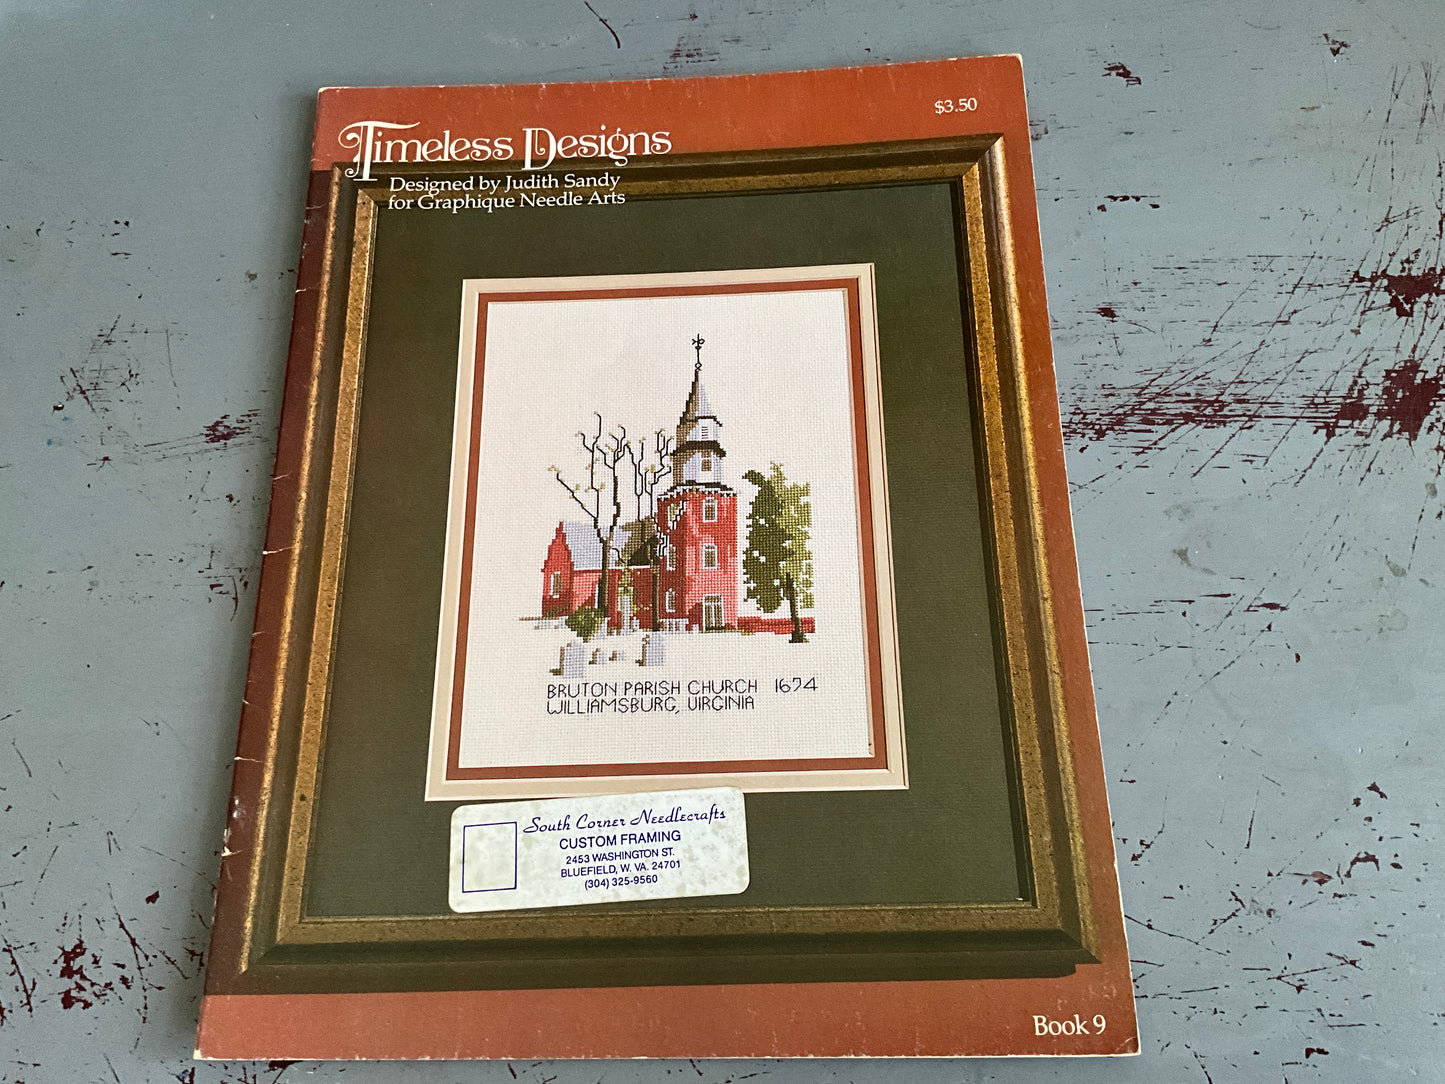 $3.50
Timeless Designs
Designed by Judith Sandy
for Graphique Needle Arts
BRUTON PARISH CHURCH 1674
WILLIAMSBURG, VIRGINIA
South Corner Needlecrafts
CUSTOM FRAMING
2453 WASHINGTON ST.
BLUEFIELD, W. VA. 24701
(304) 325-9560
Book 9